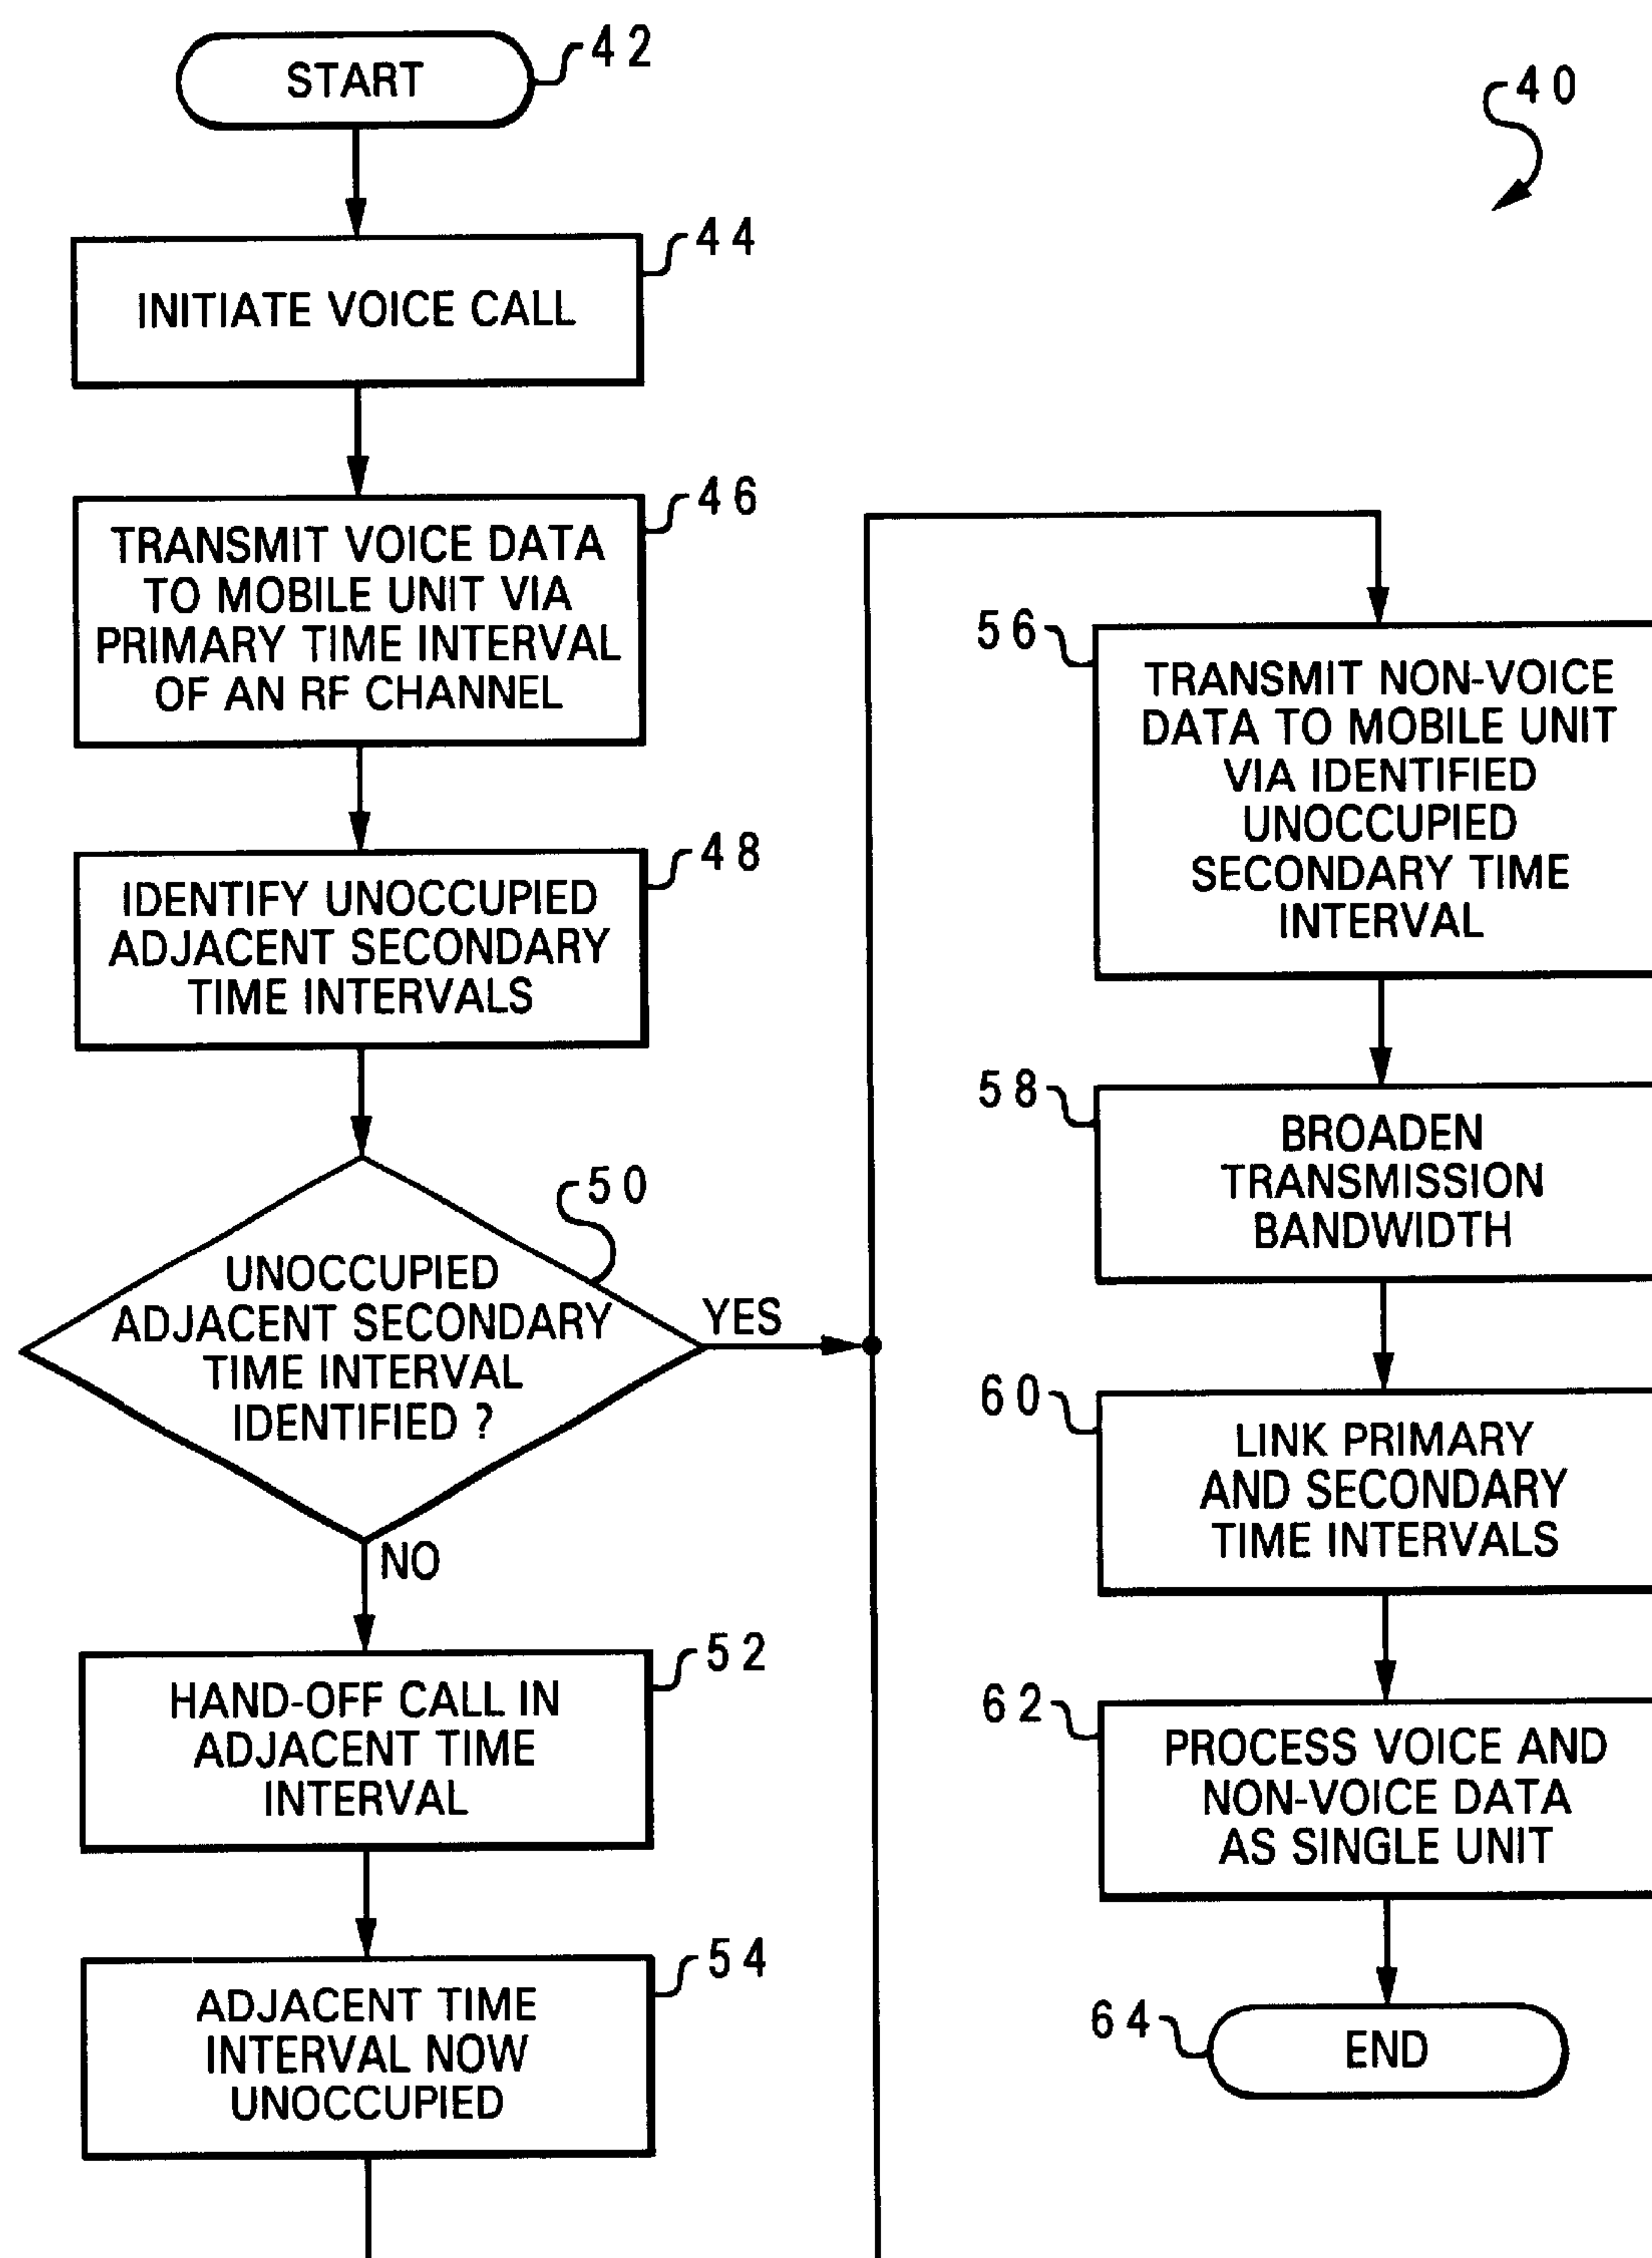 START
42
40
INITIATE VOICE CALL
44
TRANSMIT VOICE DATA
TO MOBILE UNIT VIA
PRIMARY TIME INTERVAL
OF AN RF CHANNEL
46
IDENTIFY UNOCCUPIED
ADJACENT SECONDARY
TIME INTERVALS
48
UNOCCUPIED
ADJACENT SECONDARY
TIME INTERVAL
IDENTIFIED ?
50
YES
NO
HAND-OFF CALL IN
ADJACENT TIME
INTERVAL
52
ADJACENT TIME
INTERVAL NOW
UNOCCUPIED
54
56
TRANSMIT NON-VOICE
DATA TO MOBILE UNIT
VIA IDENTIFIED
UNOCCUPIED
SECONDARY TIME
INTERVAL
58
BROADEN
TRANSMISSION
BANDWIDTH
60
LINK PRIMARY
AND SECONDARY
TIME INTERVALS
62
PROCESS VOICE AND
NON-VOICE DATA
AS SINGLE UNIT
64
END